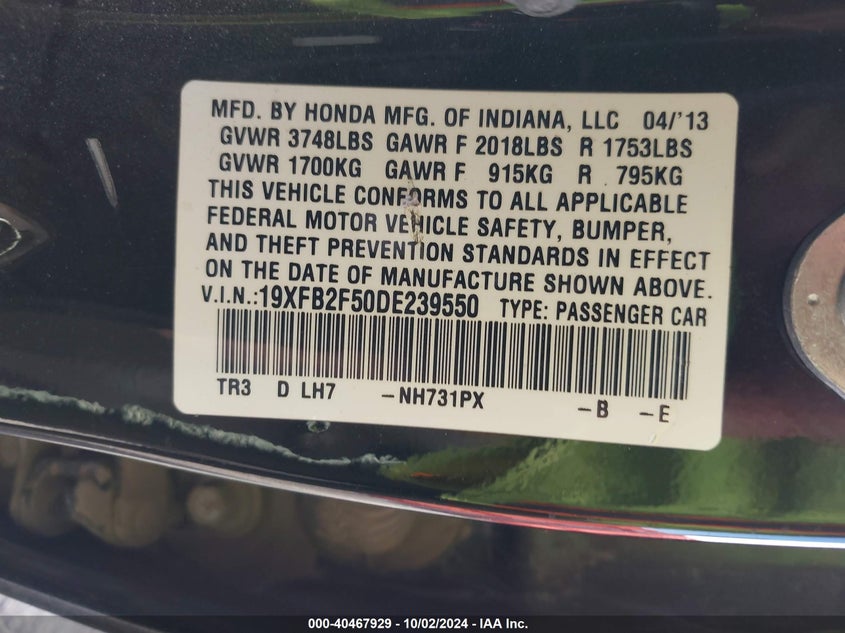 MFD. BY HONDA MFG. OF INDIANA, LLC 04/'13
GVWR 3748LBS GAWR F 2018LBS R 1753LBS
GVWR 1700KG GAWR F 915KG R 795KG
THIS VEHICLE CONFORMS TO ALL APPLICABLE
FEDERAL MOTOR VEHICLE SAFETY, BUMPER,
AND THEFT PREVENTION STANDARDS IN EFFECT
ON THE DATE OF MANUFACTURE SHOWN ABOVE.
V.I.N.:19XFB2F50DE239550 TYPE: PASSENGER CAR
TR3 D LH7 -NH731PX -B -E
000-40467929 - 10/02/2024 - IAA Inc.